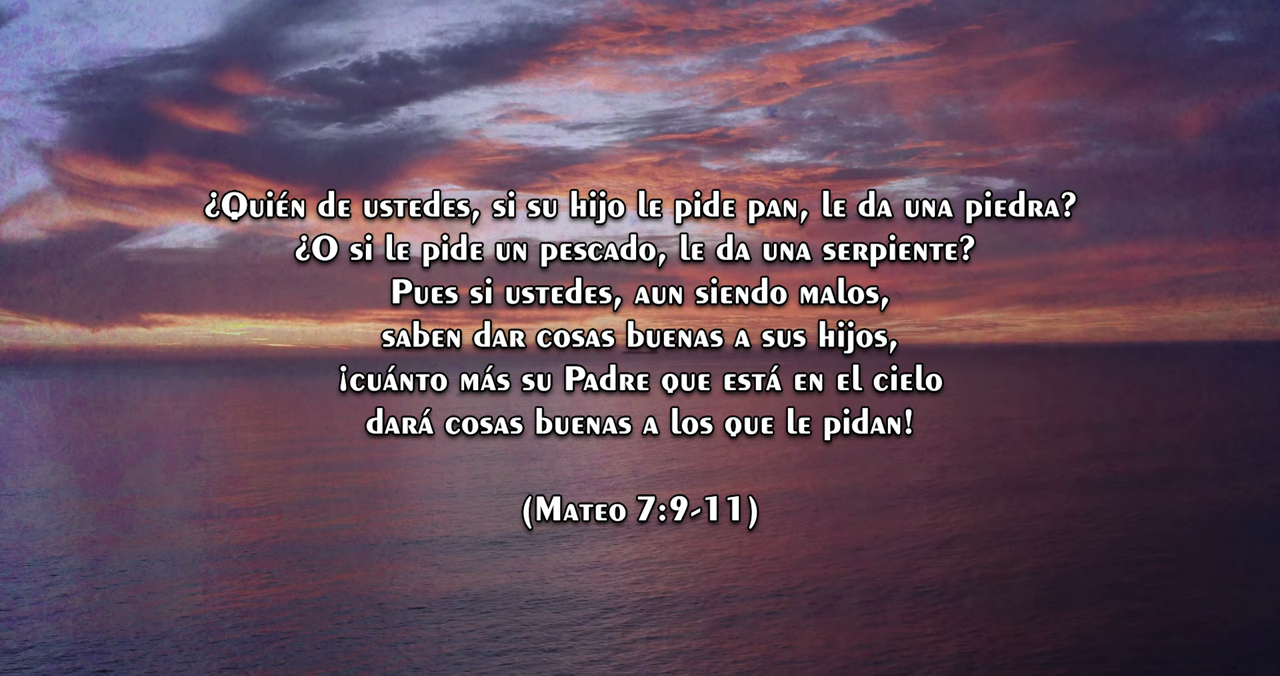 ¿Quién de ustedes, si su hijo le pide pan, le da una piedra?
¿O si le pide un pescado, le da una serpiente?
Pues si ustedes, aun siendo malos,
saben dar cosas buenas a sus hijos,
¡cuánto más su Padre que está en el cielo
dará cosas buenas a los que le pidan!
(Mateo 7:9-11)